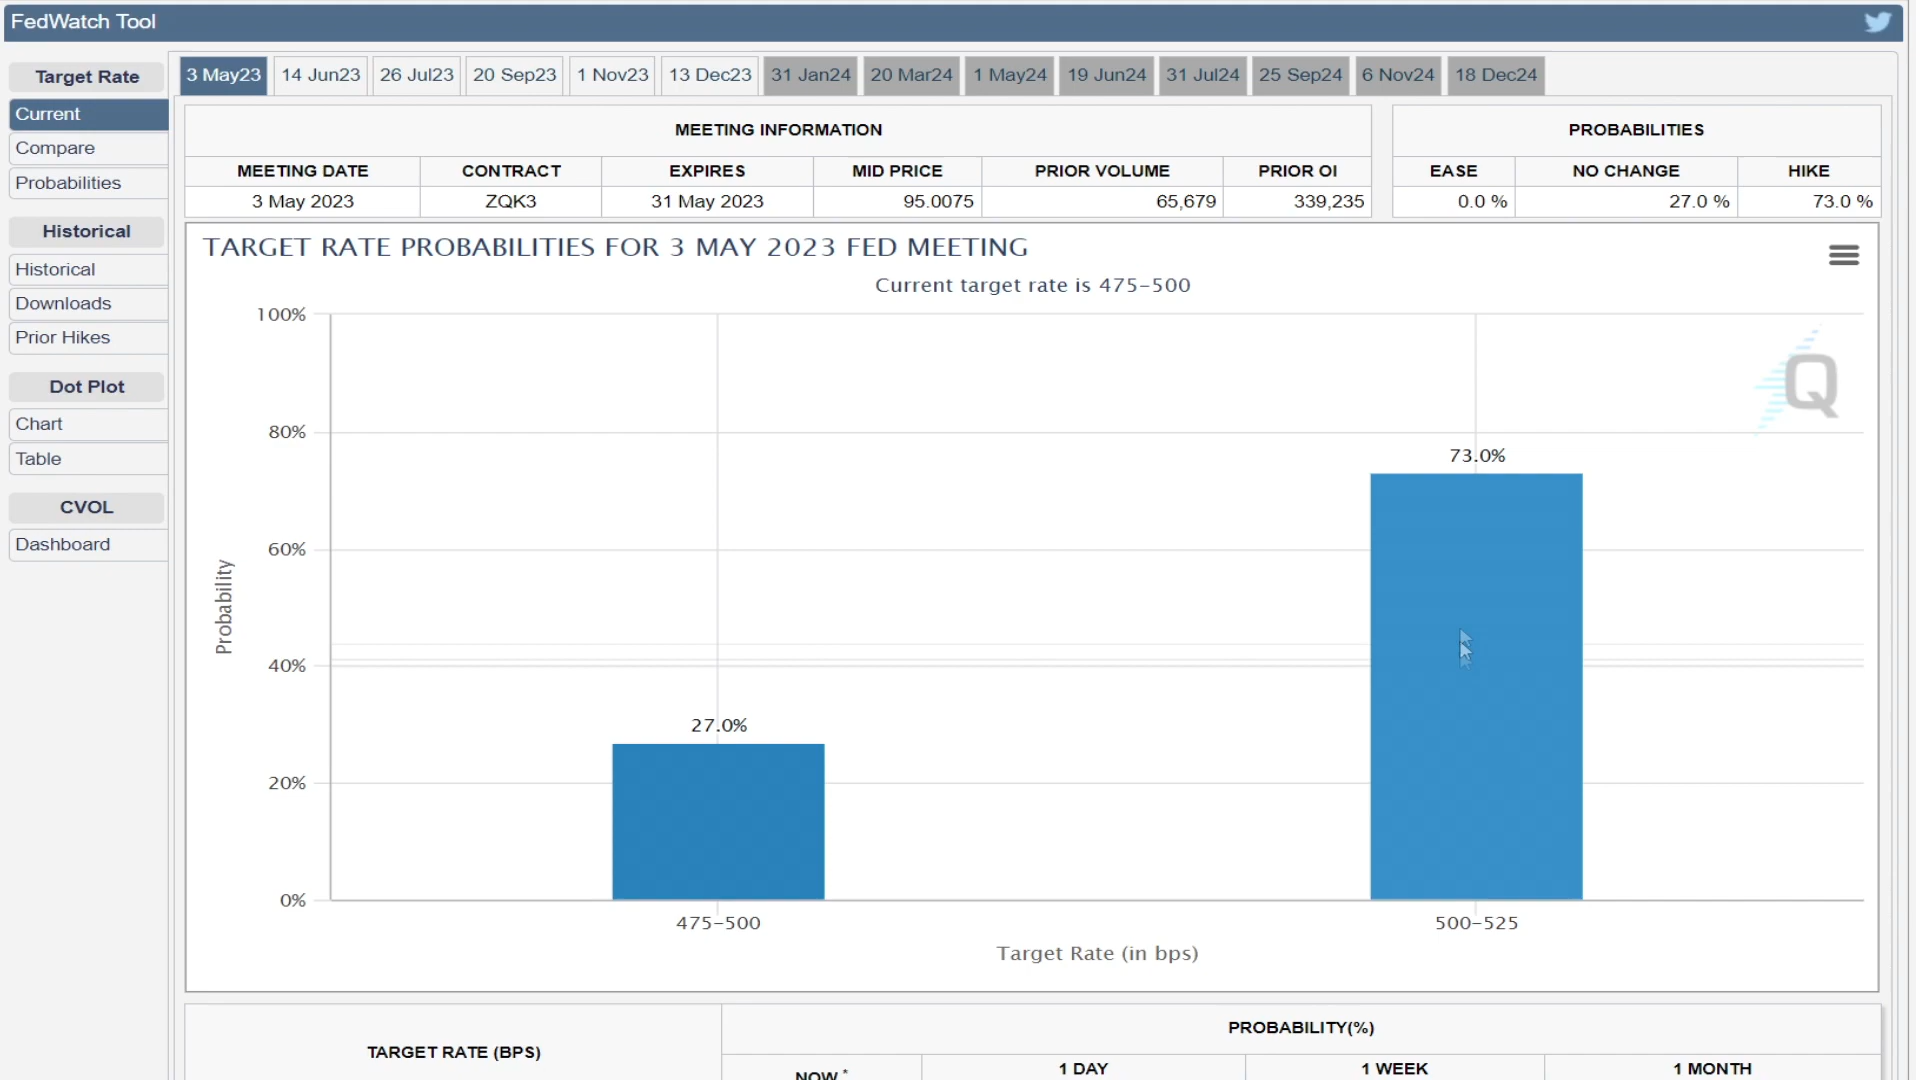 FedWatch Tool
Target Rate
Current
Compare
Probabilities
Historical
Historical
Downloads
Prior Hikes
Dot Plot
Chart
Table
CVOL
Dashboard
3 May23 14 Jun23 26 Jul23 20 Sep23 1 Nov23 13 Dec23 31 Jan24 20 Mar24 1 May24 19 Jun24 31 Jul24 25 Sep24 6 Nov24 18 Dec24
MEETING INFORMATION
MEETING DATE CONTRACT EXPIRES MID PRICE PRIOR VOLUME PRIOR OI
3 May 2023 ZQK3 31 May 2023 95.0075 65,679 339,235
PROBABILITIES
EASE NO CHANGE HIKE
0.0 % 27.0 % 73.0 %
TARGET RATE PROBABILITIES FOR 3 MAY 2023 FED MEETING
Current target rate is 475-500
Q
Probability
100%
80%
60%
40%
20%
0%
27.0%
73.0%
475-500 500-525
Target Rate (in bps)
TARGET RATE (BPS)
PROBABILITY(%)
NOW * 1 DAY 1 WEEK 1 MONTH